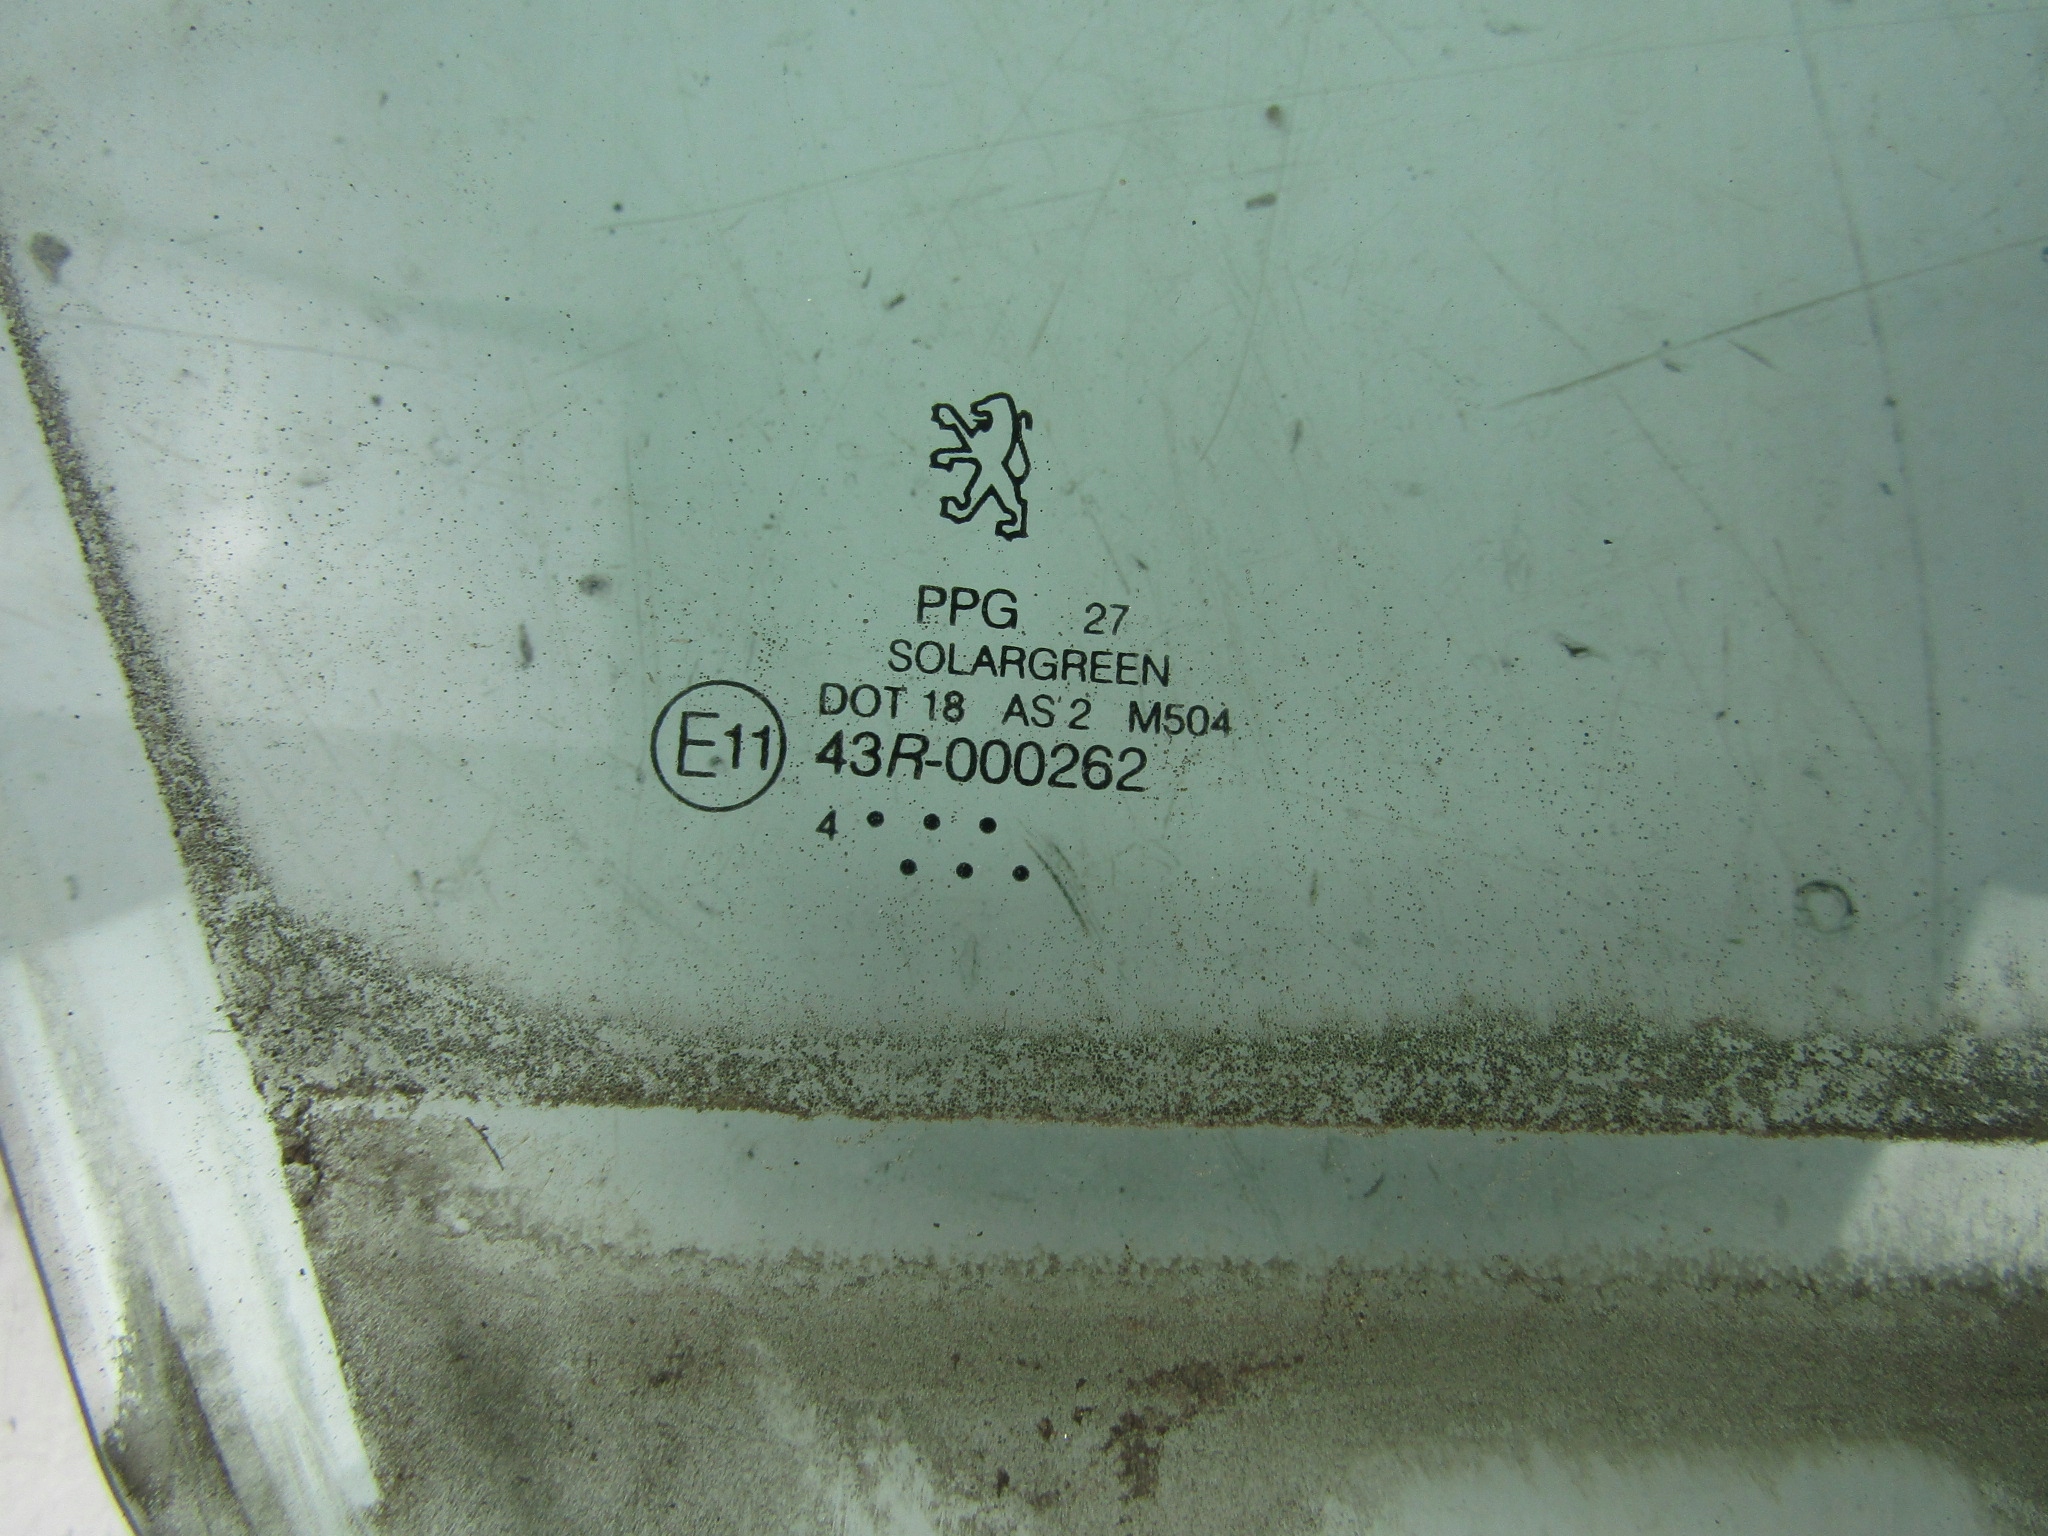 PPG 27
SOLARGREEN
DOT 18 AS 2 M504
E11 43R-000262
4